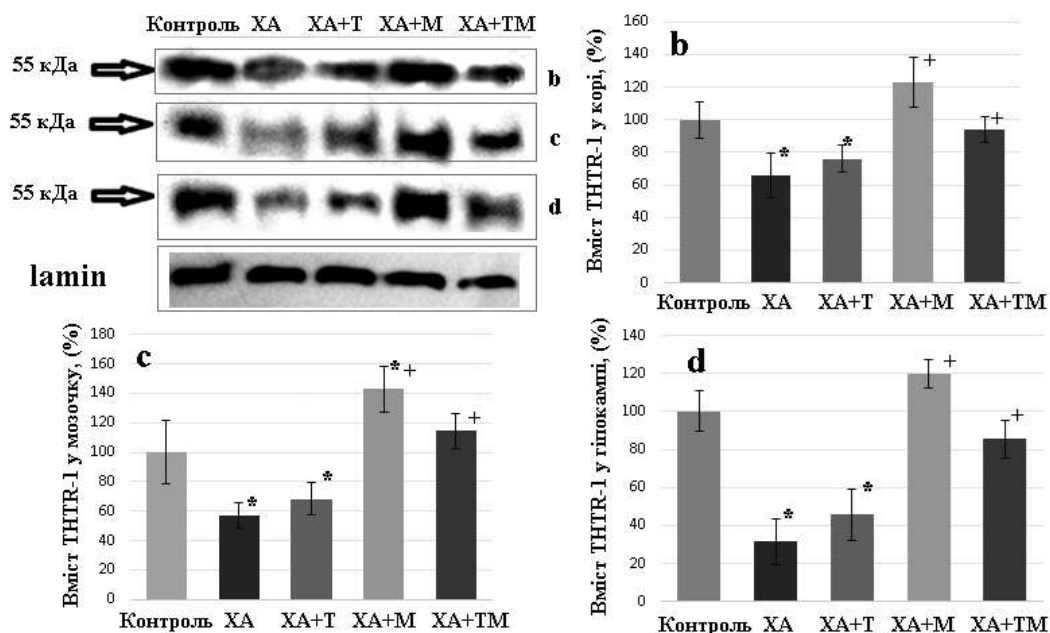 Контроль ХА ХА+Т ХА+М ХА+ТМ
55 кДа
b
55 кДа
c
55 кДа
d
lamin
b
Вміст THTR-1 у корі, (%)
160
140
120
100
80
60
40
20
0
Контроль ХА ХА+Т ХА+М ХА+ТМ
*
*
+
+
c
Вміст THTR-1 у мозочку, (%)
180
160
140
120
100
80
60
40
20
0
Контроль ХА ХА+Т ХА+М ХА+ТМ
*
*
*+
+
d
Вміст THTR-1 у гіпокампі, (%)
140
120
100
80
60
40
20
0
Контроль ХА ХА+Т ХА+М ХА+ТМ
*
*
+
+